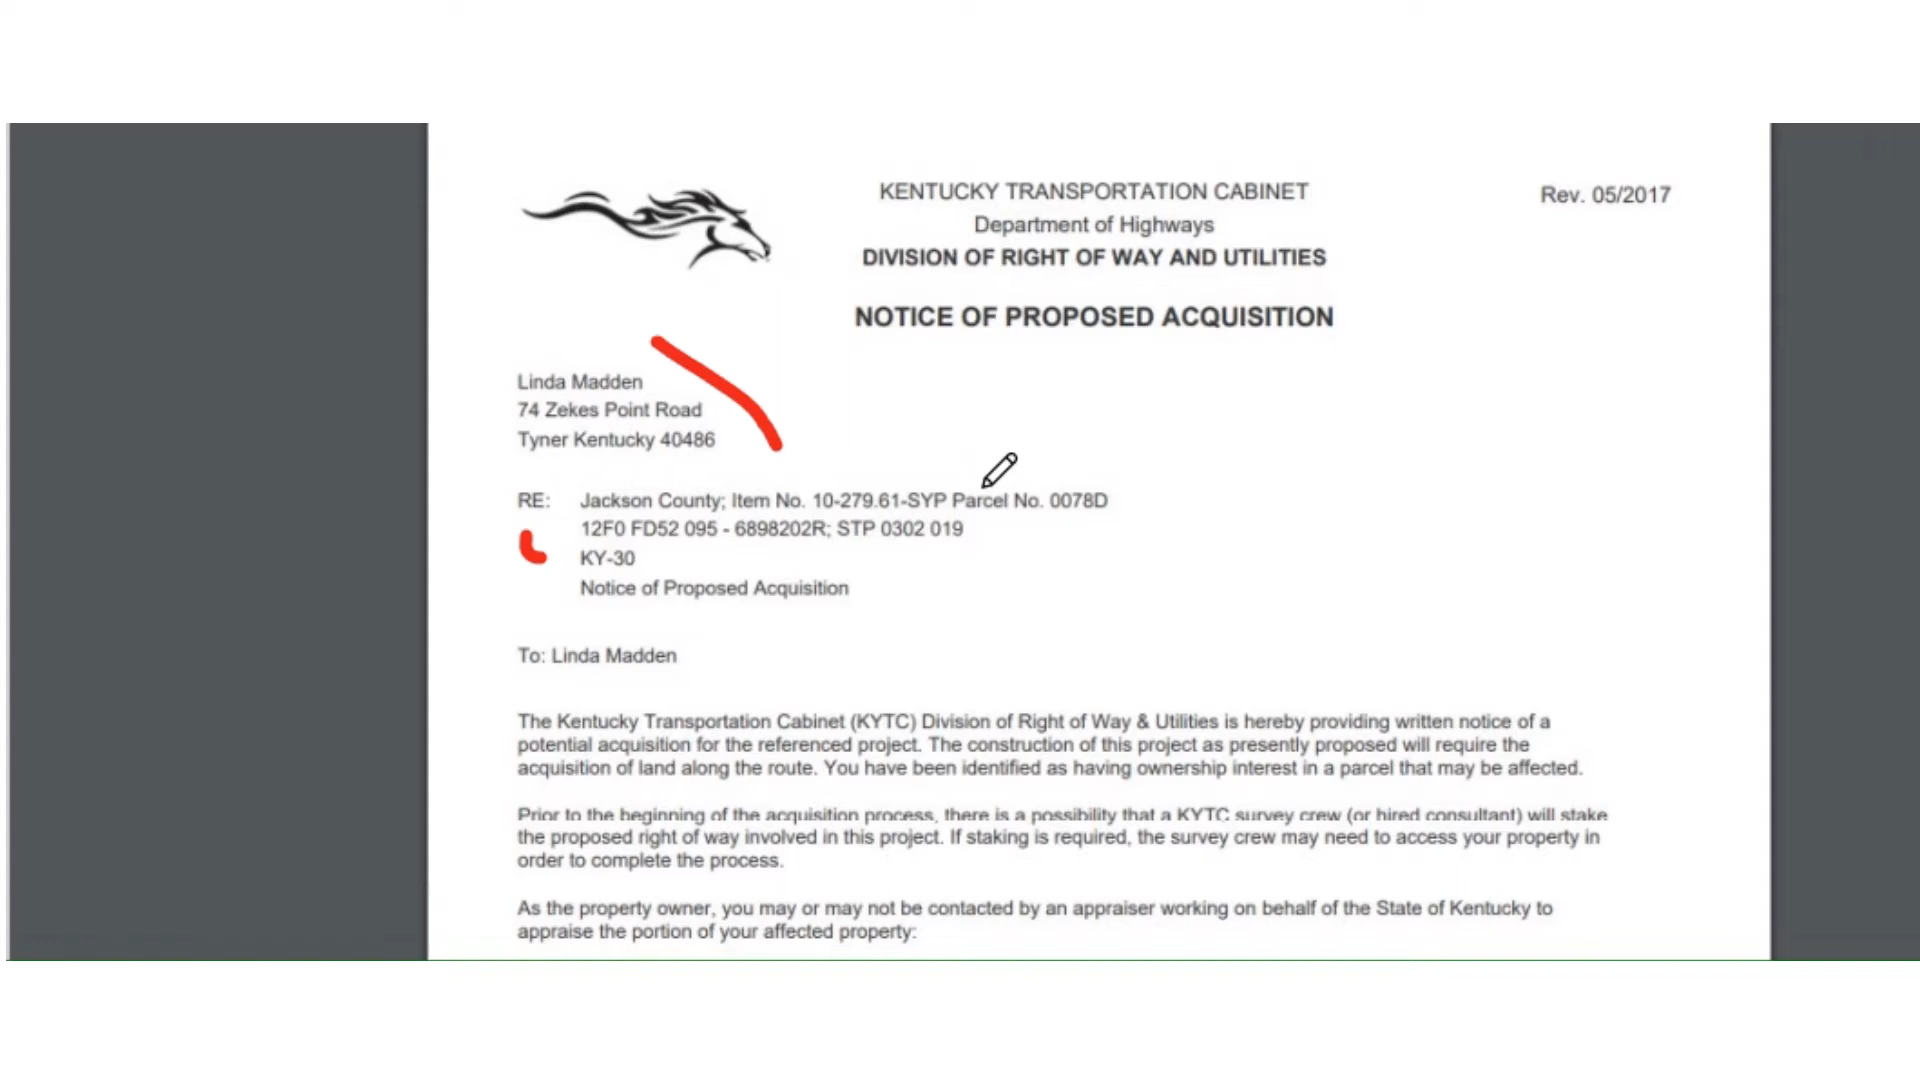 KENTUCKY TRANSPORTATION CABINET
Rev. 05/2017
Department of Highways
DIVISION OF RIGHT OF WAY AND UTILITIES
NOTICE OF PROPOSED ACQUISITION
Linda Madden
74 Zekes Point Road
Tyner Kentucky 40486
RE: Jackson County; Item No. 10-279.61-SYP Parcel No. 0078D
12F0 FD52 095 - 6898202R; STP 0302 019
KY-30
Notice of Proposed Acquisition
To: Linda Madden
The Kentucky Transportation Cabinet (KYTC) Division of Right of Way & Utilities is hereby providing written notice of a
potential acquisition for the referenced project. The construction of this project as presently proposed will require the
acquisition of land along the route. You have been identified as having ownership interest in a parcel that may be affected.
Prior to the beginning of the acquisition process, there is a possibility that a KYTC survey crew (or hired consultant) will stake
the proposed right of way involved in this project. If staking is required, the survey crew may need to access your property in
order to complete the process.
As the property owner, you may or may not be contacted by an appraiser working on behalf of the State of Kentucky to
appraise the portion of your affected property: